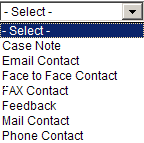 - Select -
- Select -
Case Note
Email Contact
Face to Face Contact
FAX Contact
Feedback
Mail Contact
Phone Contact